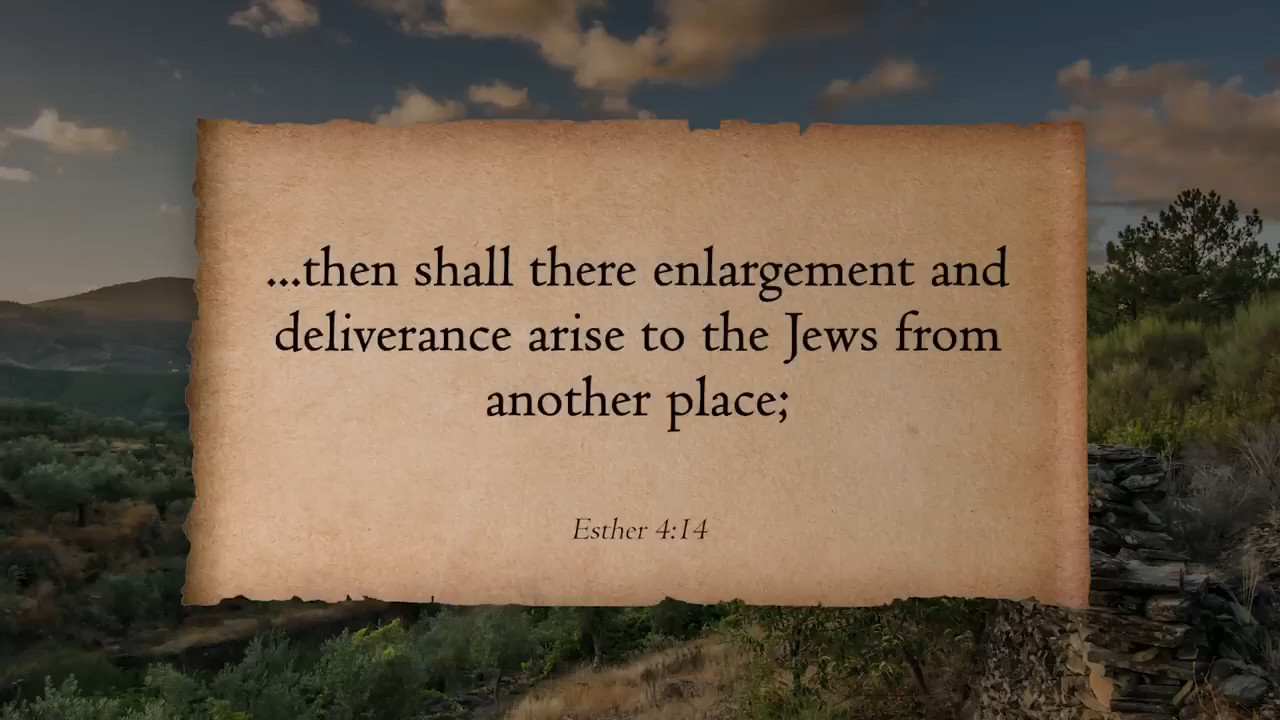 ...then shall there enlargement and
deliverance arise to the Jews from
another place;
Esther 4:14